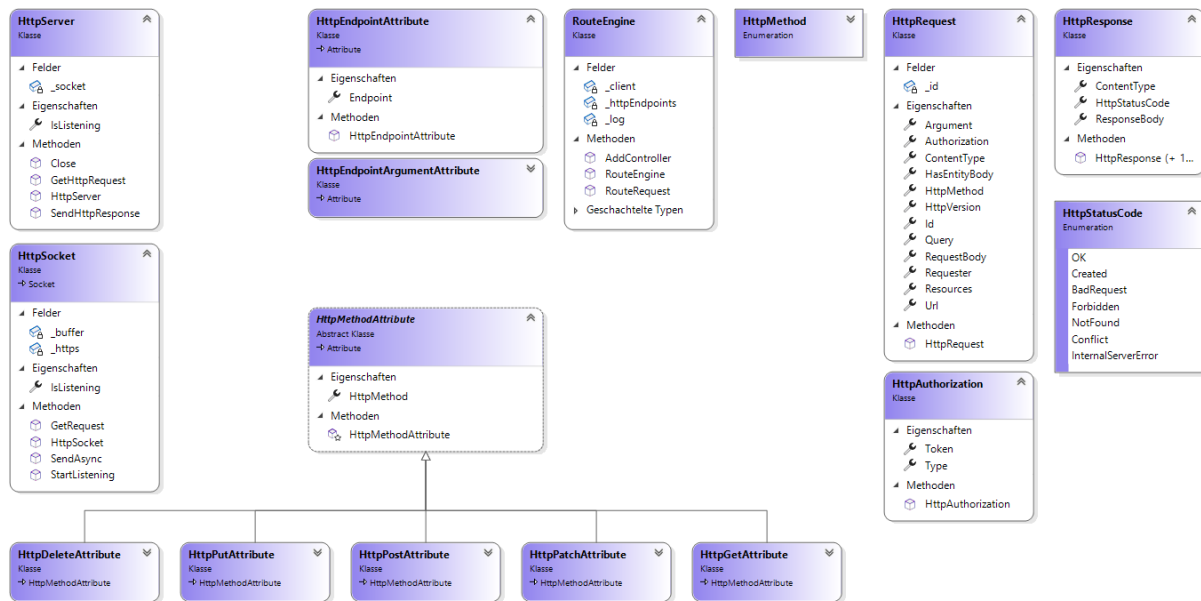 HttpServer
Klasse
Felder
_socket
Eigenschaften
IsListening
Methoden
Close
GetHttpRequest
HttpServer
SendHttpResponse
HttpSocket
Klasse
Socket
Felder
_buffer
_https
Eigenschaften
IsListening
Methoden
GetRequest
HttpSocket
SendAsync
StartListening
HttpEndpointAttribute
Klasse
Attribute
Eigenschaften
Endpoint
Methoden
HttpEndpointAttribute
HttpEndpointArgumentAttribute
Klasse
Attribute
HttpMethodAttribute
Abstract Klasse
Attribute
Eigenschaften
HttpMethod
Methoden
HttpMethodAttribute
RouteEngine
Klasse
Felder
_client
_httpEndpoints
_log
Methoden
AddController
RouteEngine
RouteRequest
Geschachtelte Typen
HttpMethod
Enumeration
HttpRequest
Klasse
Felder
_id
Eigenschaften
Argument
Authorization
ContentType
HasEntityBody
HttpMethod
HttpVersion
Id
Query
RequestBody
Requester
Resources
Url
Methoden
HttpRequest
HttpAuthorization
Klasse
Eigenschaften
Token
Type
Methoden
HttpAuthorization
HttpResponse
Klasse
Eigenschaften
ContentType
HttpStatusCode
ResponseBody
Methoden
HttpResponse (+ 1...
HttpStatusCode
Enumeration
OK
Created
BadRequest
Forbidden
NotFound
Conflict
InternalServerError
HttpDeleteAttribute
Klasse
HttpMethodAttribute
HttpPutAttribute
Klasse
HttpMethodAttribute
HttpPostAttribute
Klasse
HttpMethodAttribute
HttpPatchAttribute
Klasse
HttpMethodAttribute
HttpGetAttribute
Klasse
HttpMethodAttribute